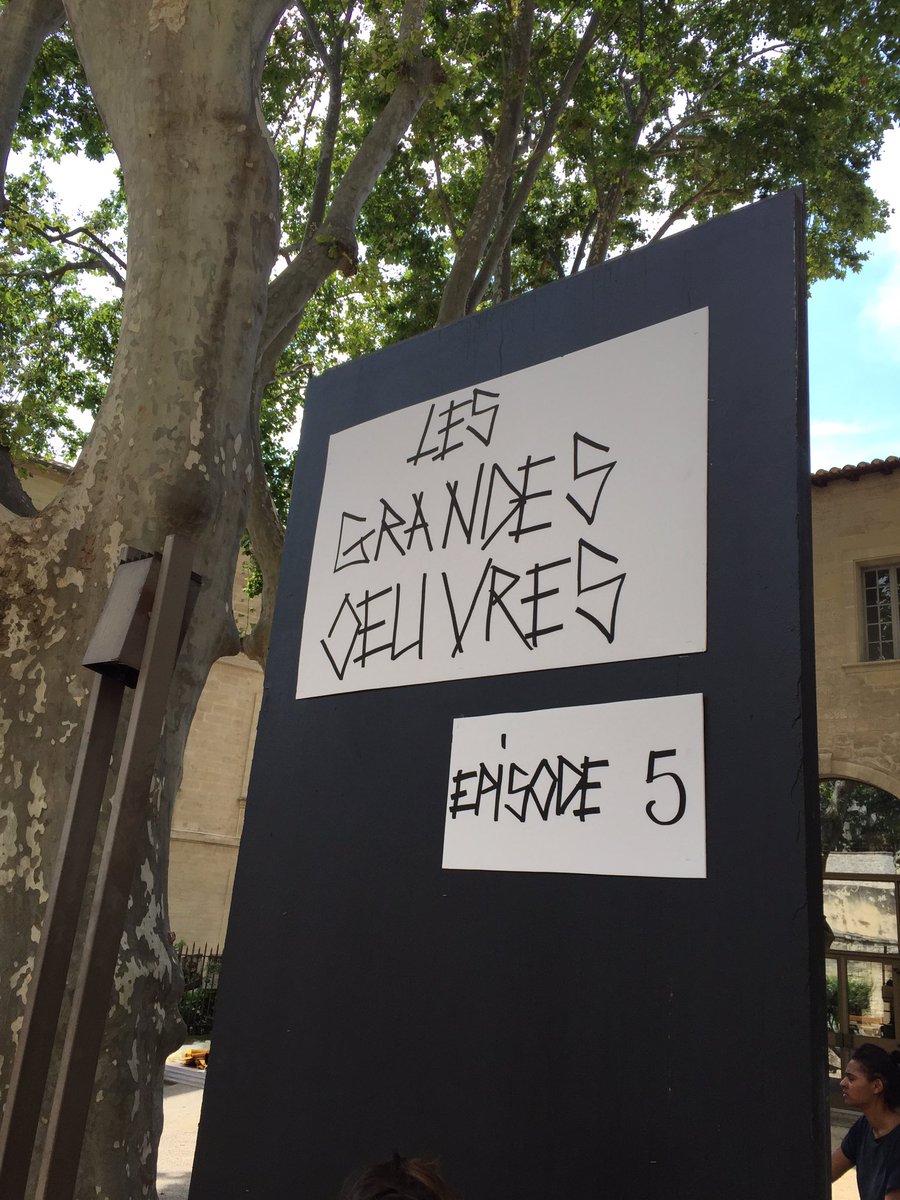 LES
GRANDES
OEUVRES
EPISODE 5